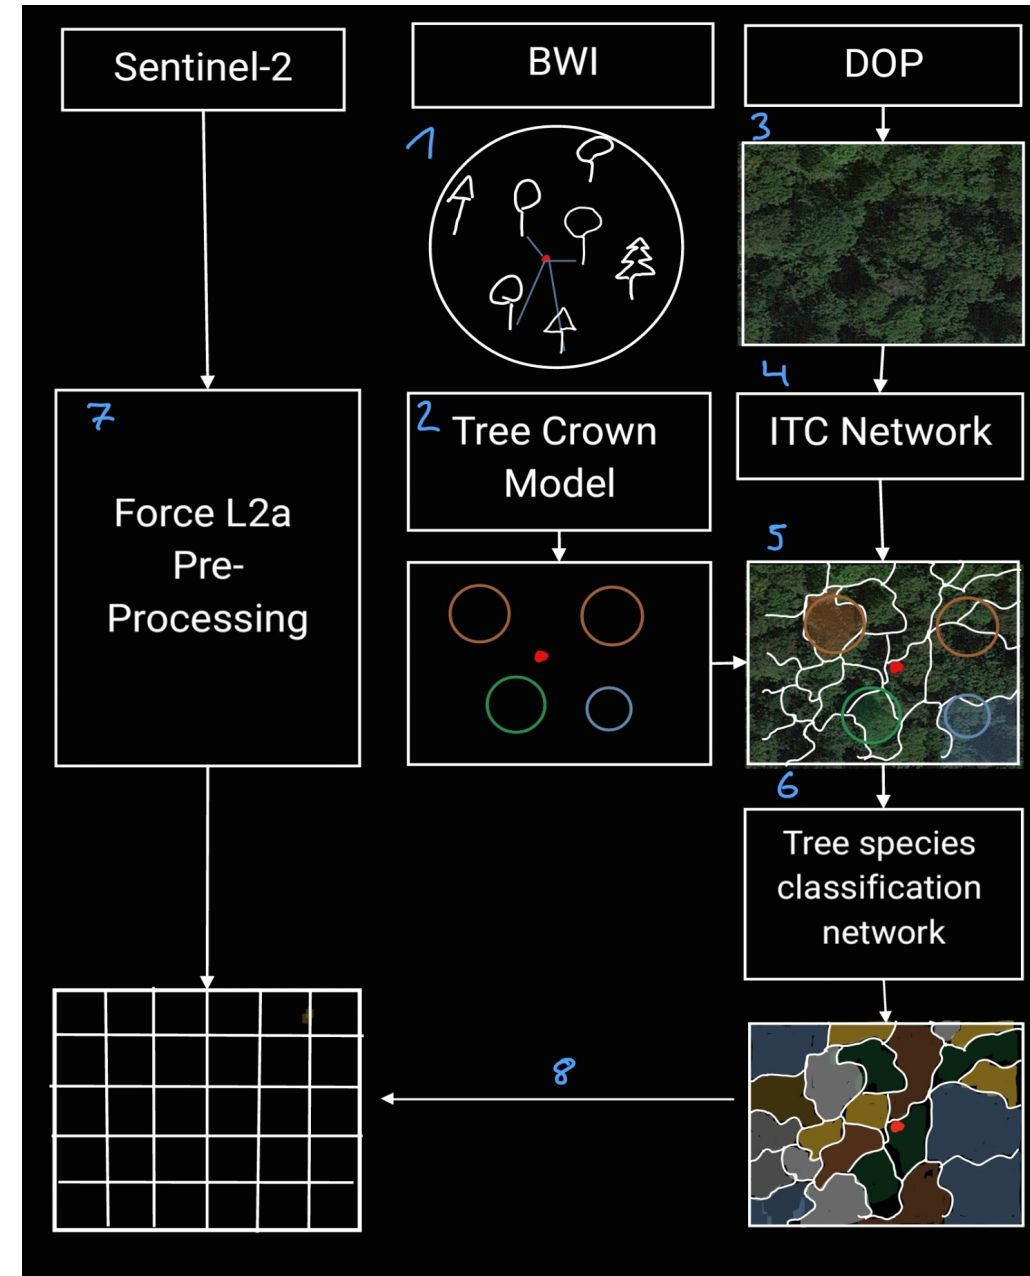 Sentinel-2
BWI
DOP
1
3
4
7
Force L2a
Pre-
Processing
2
Tree Crown
Model
ITC Network
5
6
Tree species
classification
network
8